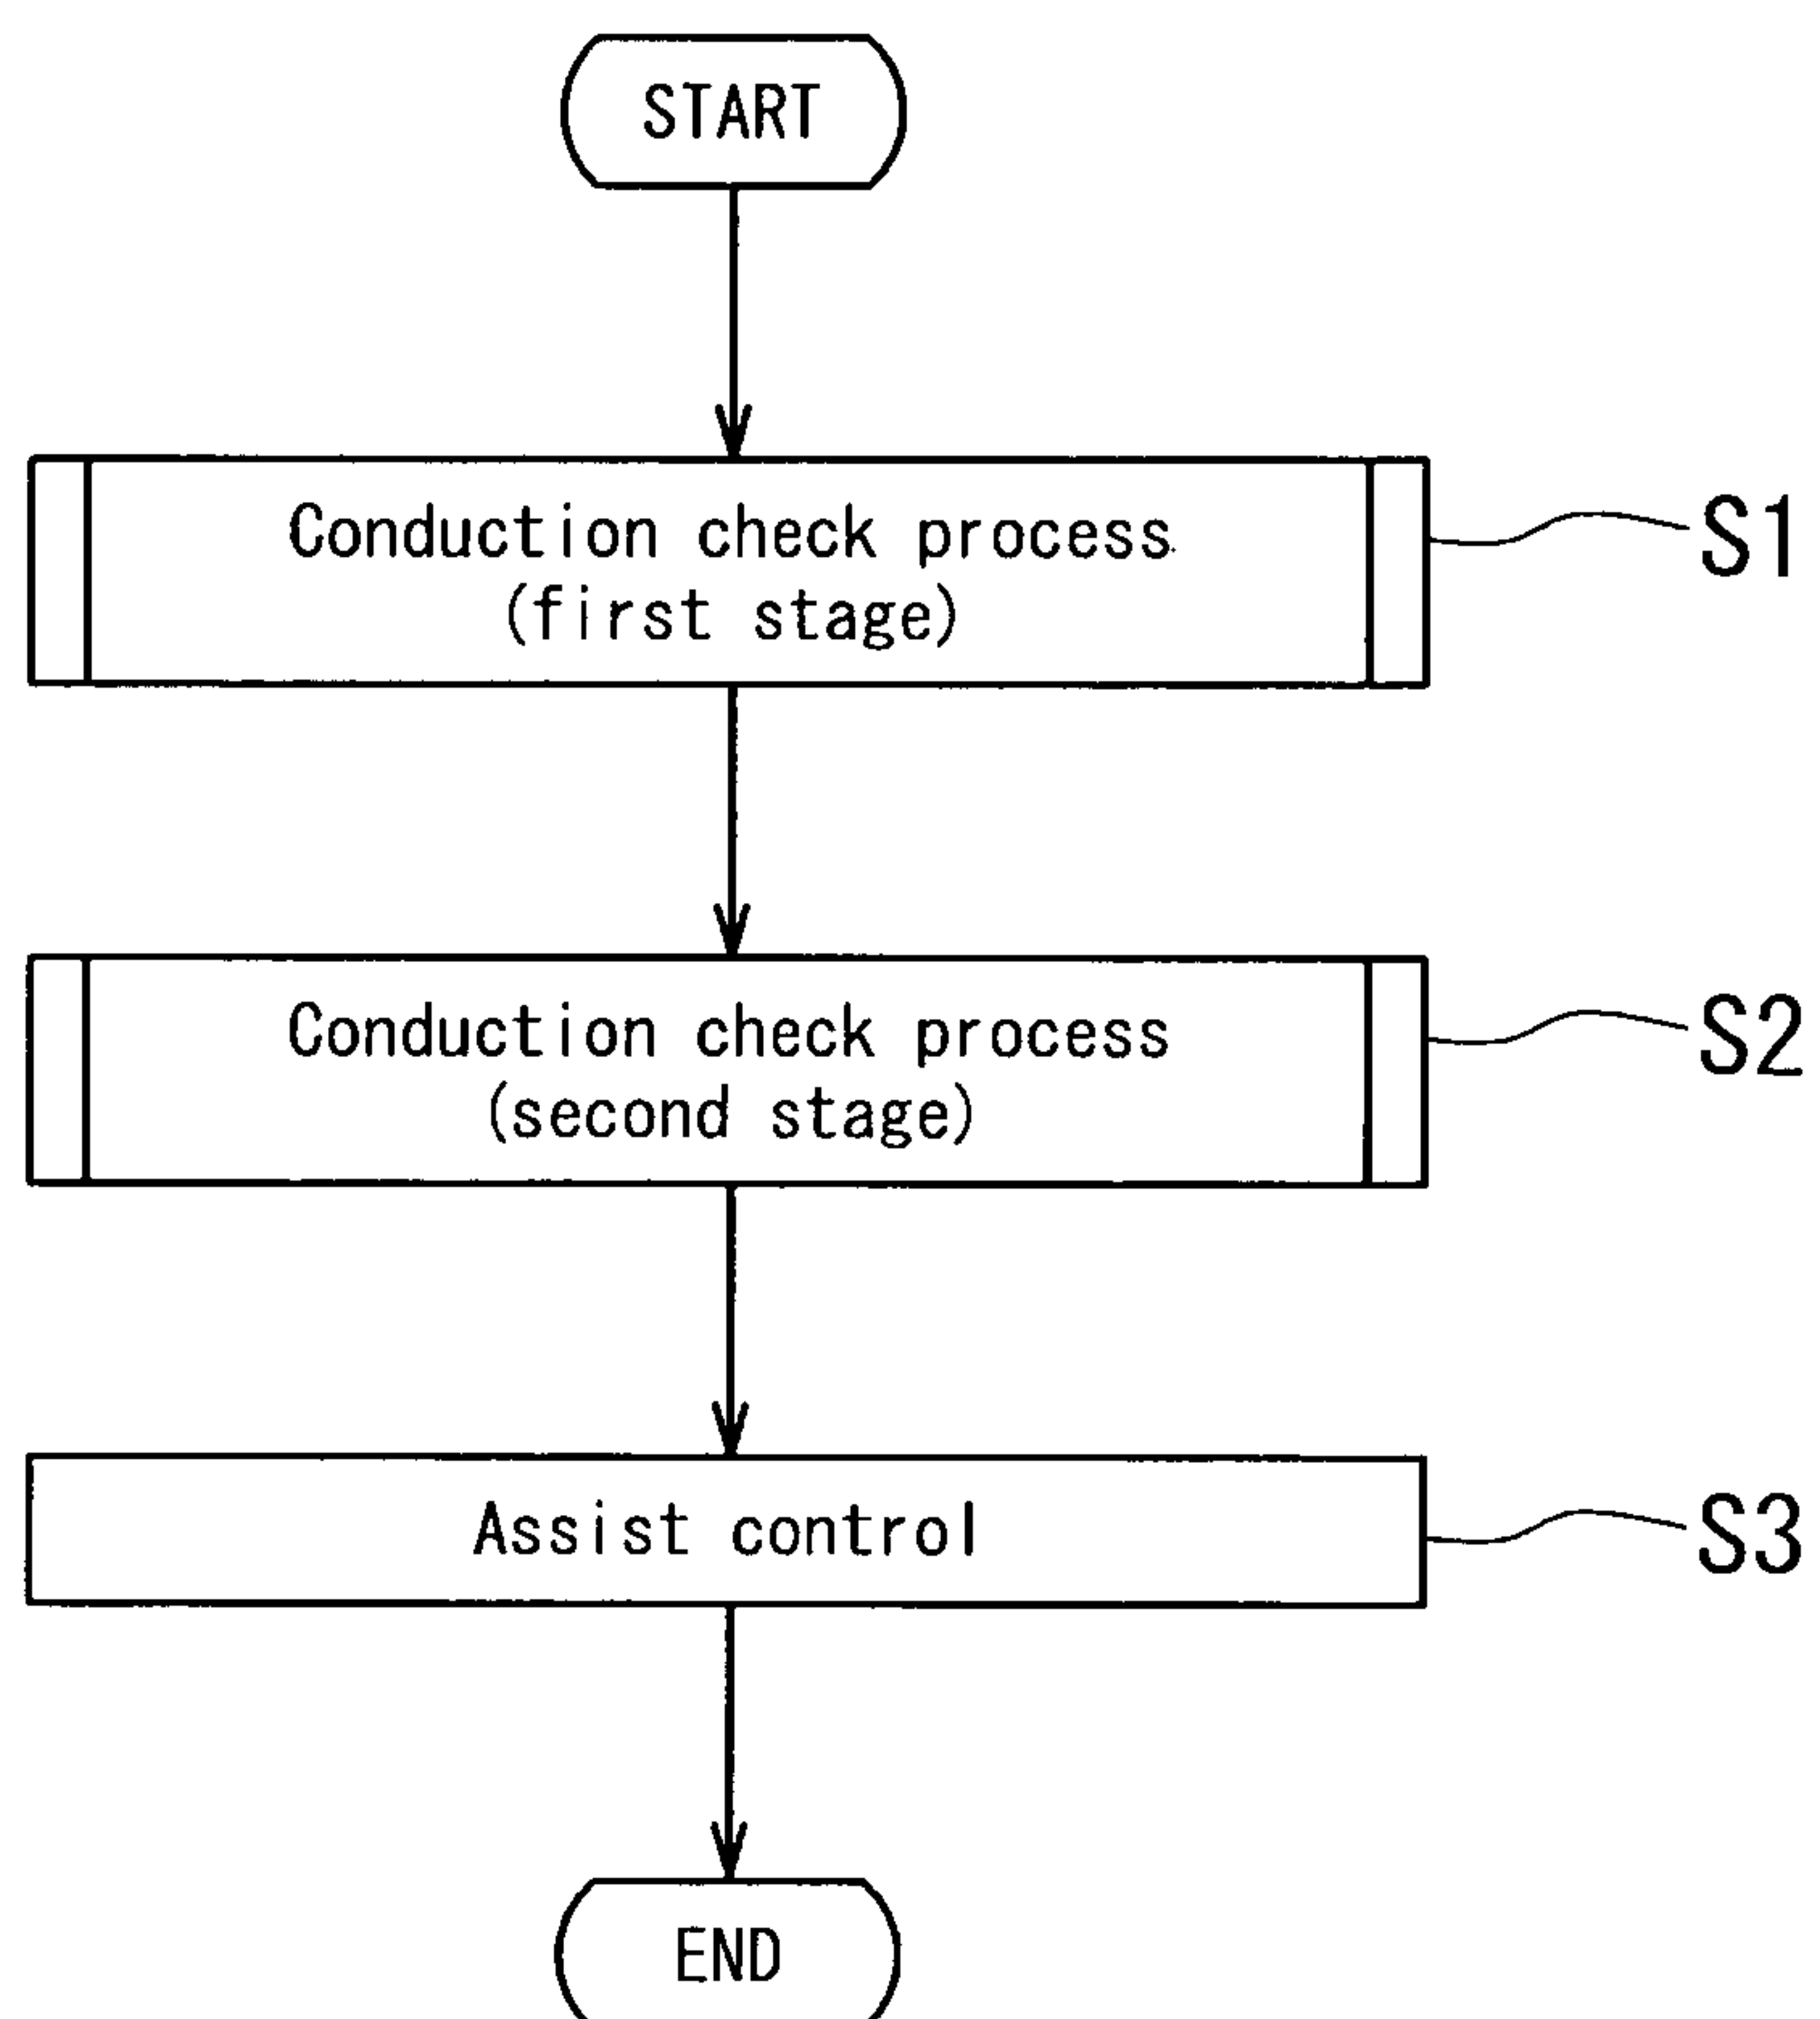 START
Conduction check process
(first stage)
S1
Conduction check process
(second stage)
S2
Assist control
S3
END